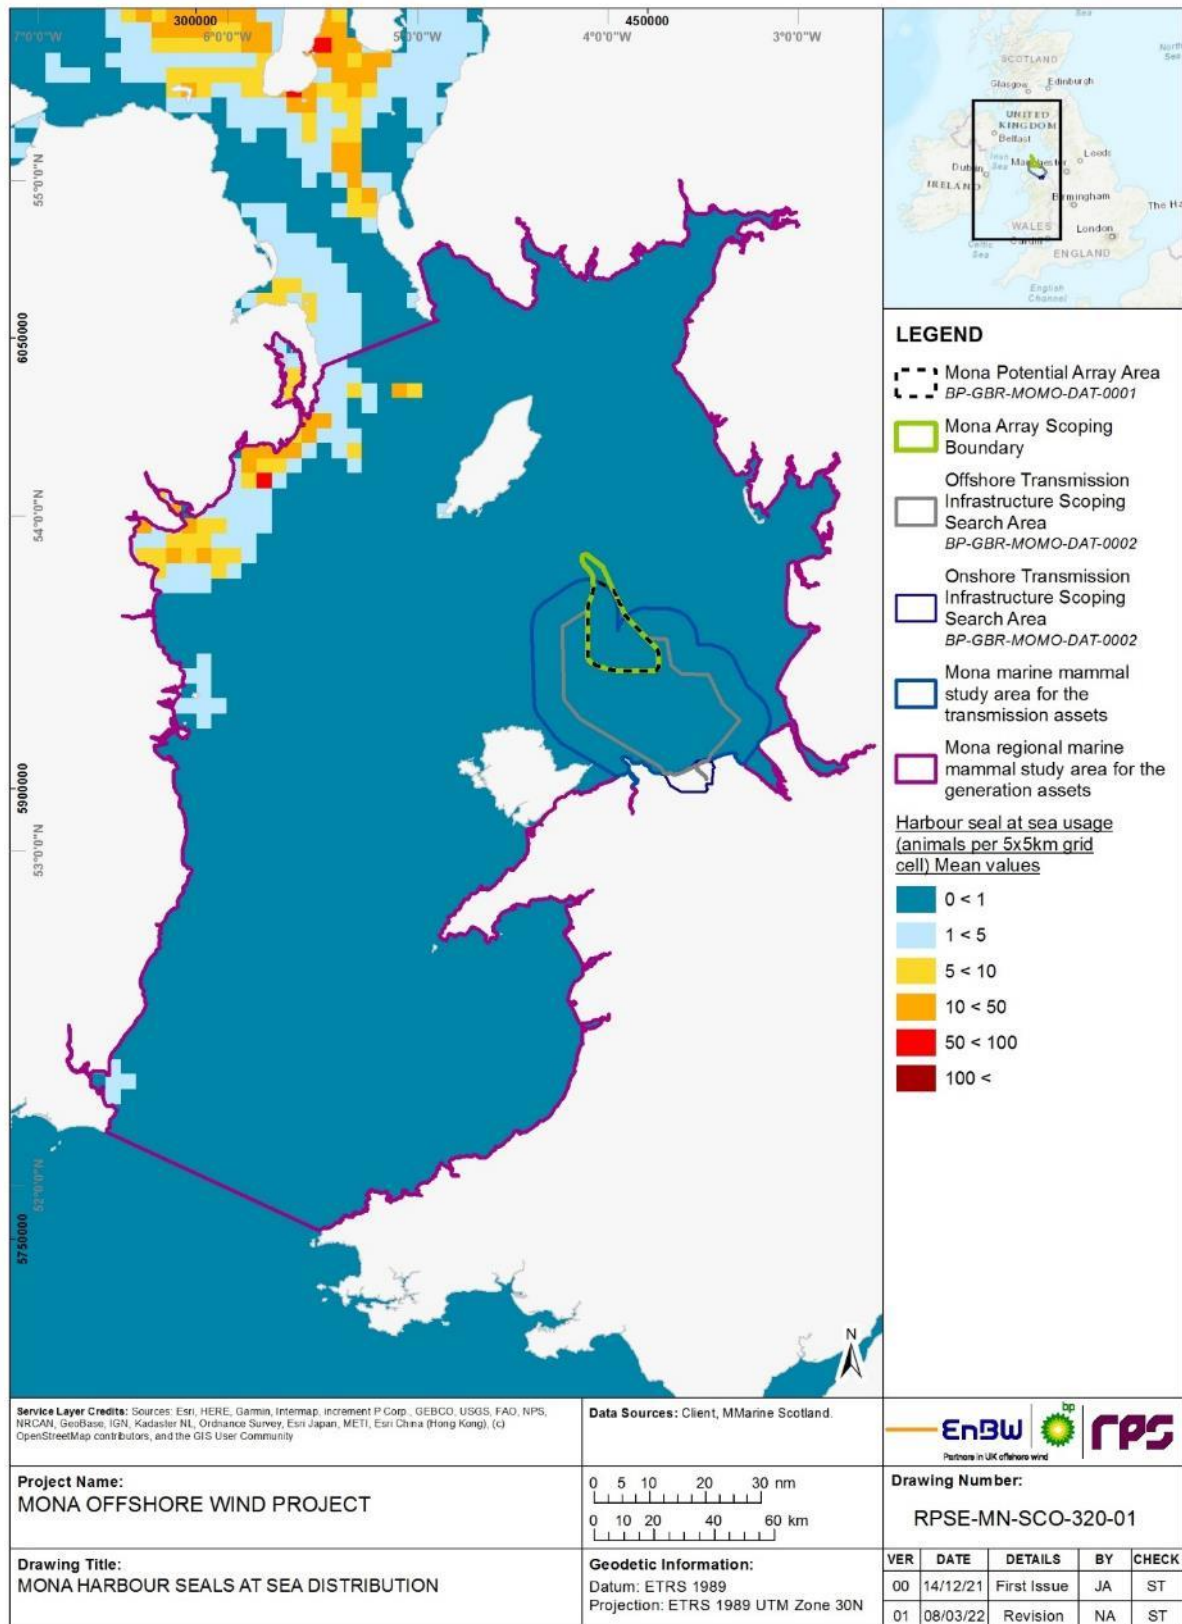 300000
450000
7°0'0"W
6°0'0"W
5°0'0"W
4°0'0"W
3°0'0"W
55°0'0"N
6050000
54°0'0"N
5900000
53°0'0"N
52°0'0"N
5750000
N
Sea
North
Sea
SCOTLAND
Glasgow
Edinburgh
UNITED
KINGDOM
Belfast
Irish
Sea
Manchester
Leeds
Dublin
IRELAND
Birmingham
The Ha
WALES
London
Cardiff
Celtic
Sea
ENGLAND
English
Channel
LEGEND
Mona Potential Array Area
BP-GBR-MOMO-DAT-0001
Mona Array Scoping
Boundary
Offshore Transmission
Infrastructure Scoping
Search Area
BP-GBR-MOMO-DAT-0002
Onshore Transmission
Infrastructure Scoping
Search Area
BP-GBR-MOMO-DAT-0002
Mona marine mammal
study area for the
transmission assets
Mona regional marine
mammal study area for the
generation assets
Harbour seal at sea usage
(animals per 5x5km grid
cell) Mean values
0 < 1
1 < 5
5 < 10
10 < 50
50 < 100
100 <
Service Layer Credits: Sources: Esri, HERE, Garmin, Intermap, increment P Corp., GEBCO, USGS, FAO, NPS,
NRCAN, GeoBase, IGN, Kadaster NL, Ordnance Survey, Esri Japan, METI, Esri China (Hong Kong), (c)
OpenStreetMap contributors, and the GIS User Community
Data Sources: Client, MMarine Scotland.
EnBW
bp
rps
Partners in UK offshore wind
Project Name:
MONA OFFSHORE WIND PROJECT
0 5 10 20 30 nm
0 10 20 40 60 km
Drawing Number:
RPSE-MN-SCO-320-01
Drawing Title:
MONA HARBOUR SEALS AT SEA DISTRIBUTION
Geodetic Information:
Datum: ETRS 1989
Projection: ETRS 1989 UTM Zone 30N
VER DATE DETAILS BY CHECK
00 14/12/21 First Issue JA ST
01 08/03/22 Revision NA ST